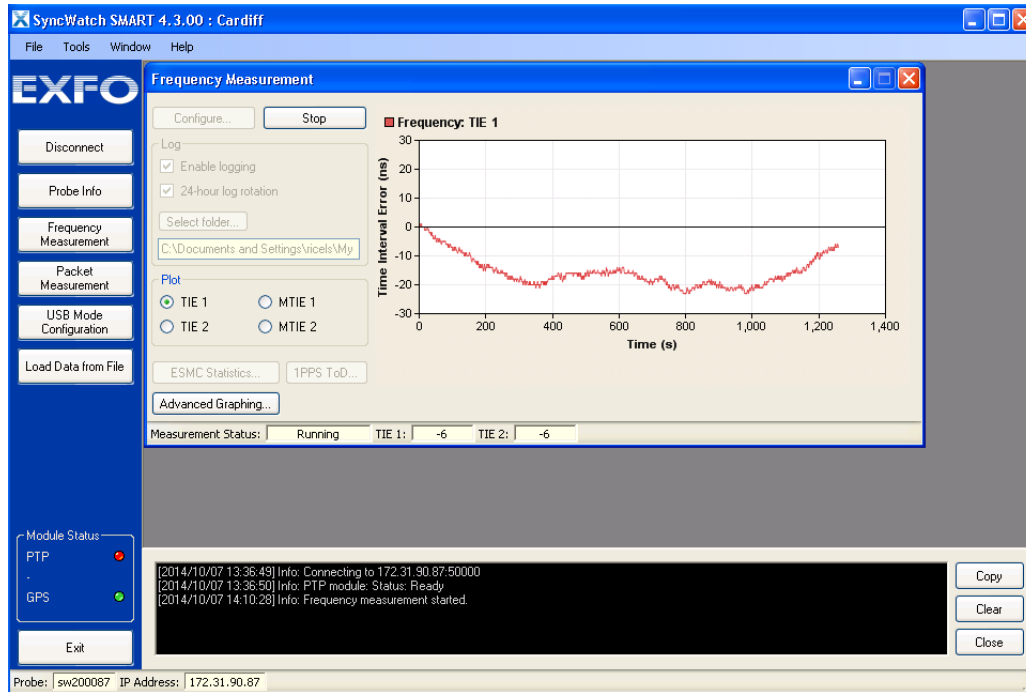 SyncWatch SMART 4.3.00 : Cardiff
File Tools Window Help
EXFO
Disconnect
Probe Info
Frequency
Measurement
Packet
Measurement
USB Mode
Configuration
Load Data from File
Module Status
PTP
-
GPS
Exit
Frequency Measurement
Configure... Stop
Log
Enable logging
24-hour log rotation
Select folder...
C:\Documents and Settings\ricels\My
Plot
TIE 1 MTIE 1
TIE 2 MTIE 2
ESMC Statistics... 1PPS ToD...
Advanced Graphing...
Frequency: TIE 1
Time Interval Error (ns)
30
20
10
0
-10
-20
-30
0 200 400 600 800 1,000 1,200 1,400
Time (s)
Measurement Status: Running TIE 1: -6 TIE 2: -6
[2014/10/07 13:36:49] Info: Connecting to 172.31.90.87:50000
[2014/10/07 13:36:50] Info: PTP module: Status: Ready
[2014/10/07 14:10:28] Info: Frequency measurement started.
Copy
Clear
Close
Probe: sw200087 IP Address: 172.31.90.87